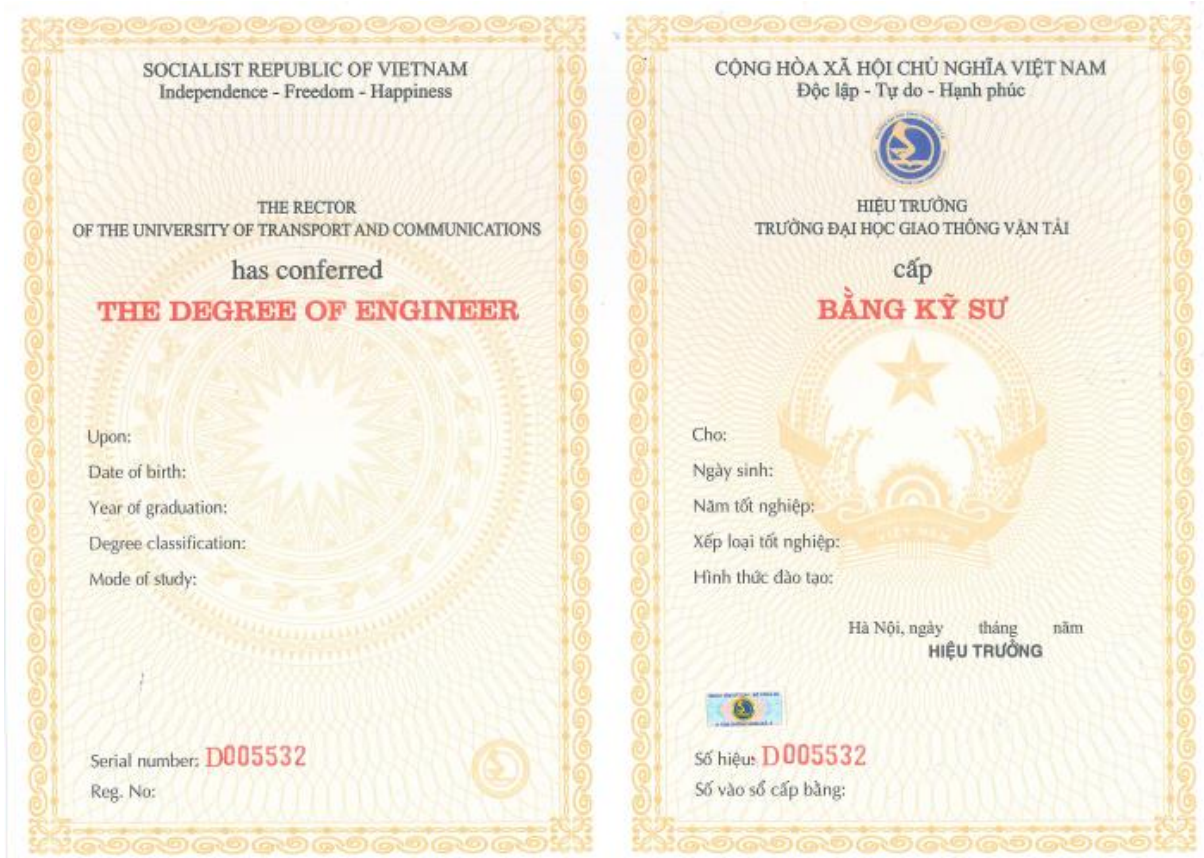 SOCIALIST REPUBLIC OF VIETNAM
Independence - Freedom - Happiness
THE RECTOR
OF THE UNIVERSITY OF TRANSPORT AND COMMUNICATIONS
has conferred
THE DEGREE OF ENGINEER
Upon:
Date of birth:
Year of graduation:
Degree classification:
Mode of study:
Serial number: D005532
Reg. No:
CỘNG HÒA XÃ HỘI CHỦ NGHĨA VIỆT NAM
Độc lập - Tự do - Hạnh phúc
HIỆU TRƯỞNG
TRƯỜNG ĐẠI HỌC GIAO THÔNG VẬN TẢI
cấp
BẰNG KỸ SƯ
VIỆT NAM
Cho:
Ngày sinh:
Năm tốt nghiệp:
Xếp loại tốt nghiệp:
Hình thức đào tạo:
Hà Nội, ngày tháng năm
HIỆU TRƯỞNG
Số hiệu: D005532
Số vào sổ cấp bằng: